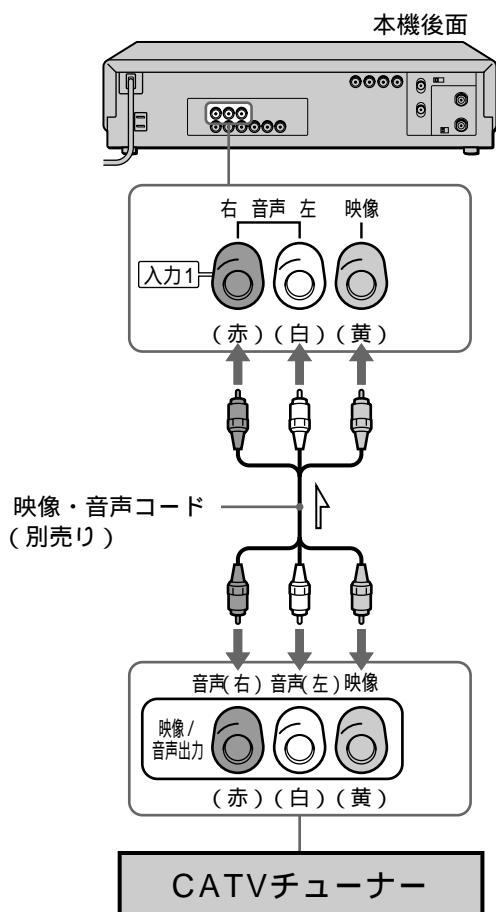 本機後面
右 音声 左 映像
入力1
(赤)(白)(黄)
映像・音声コード
(別売り)
音声(右) 音声(左) 映像
映像/
音声出力
(赤)(白)(黄)
CATVチューナー